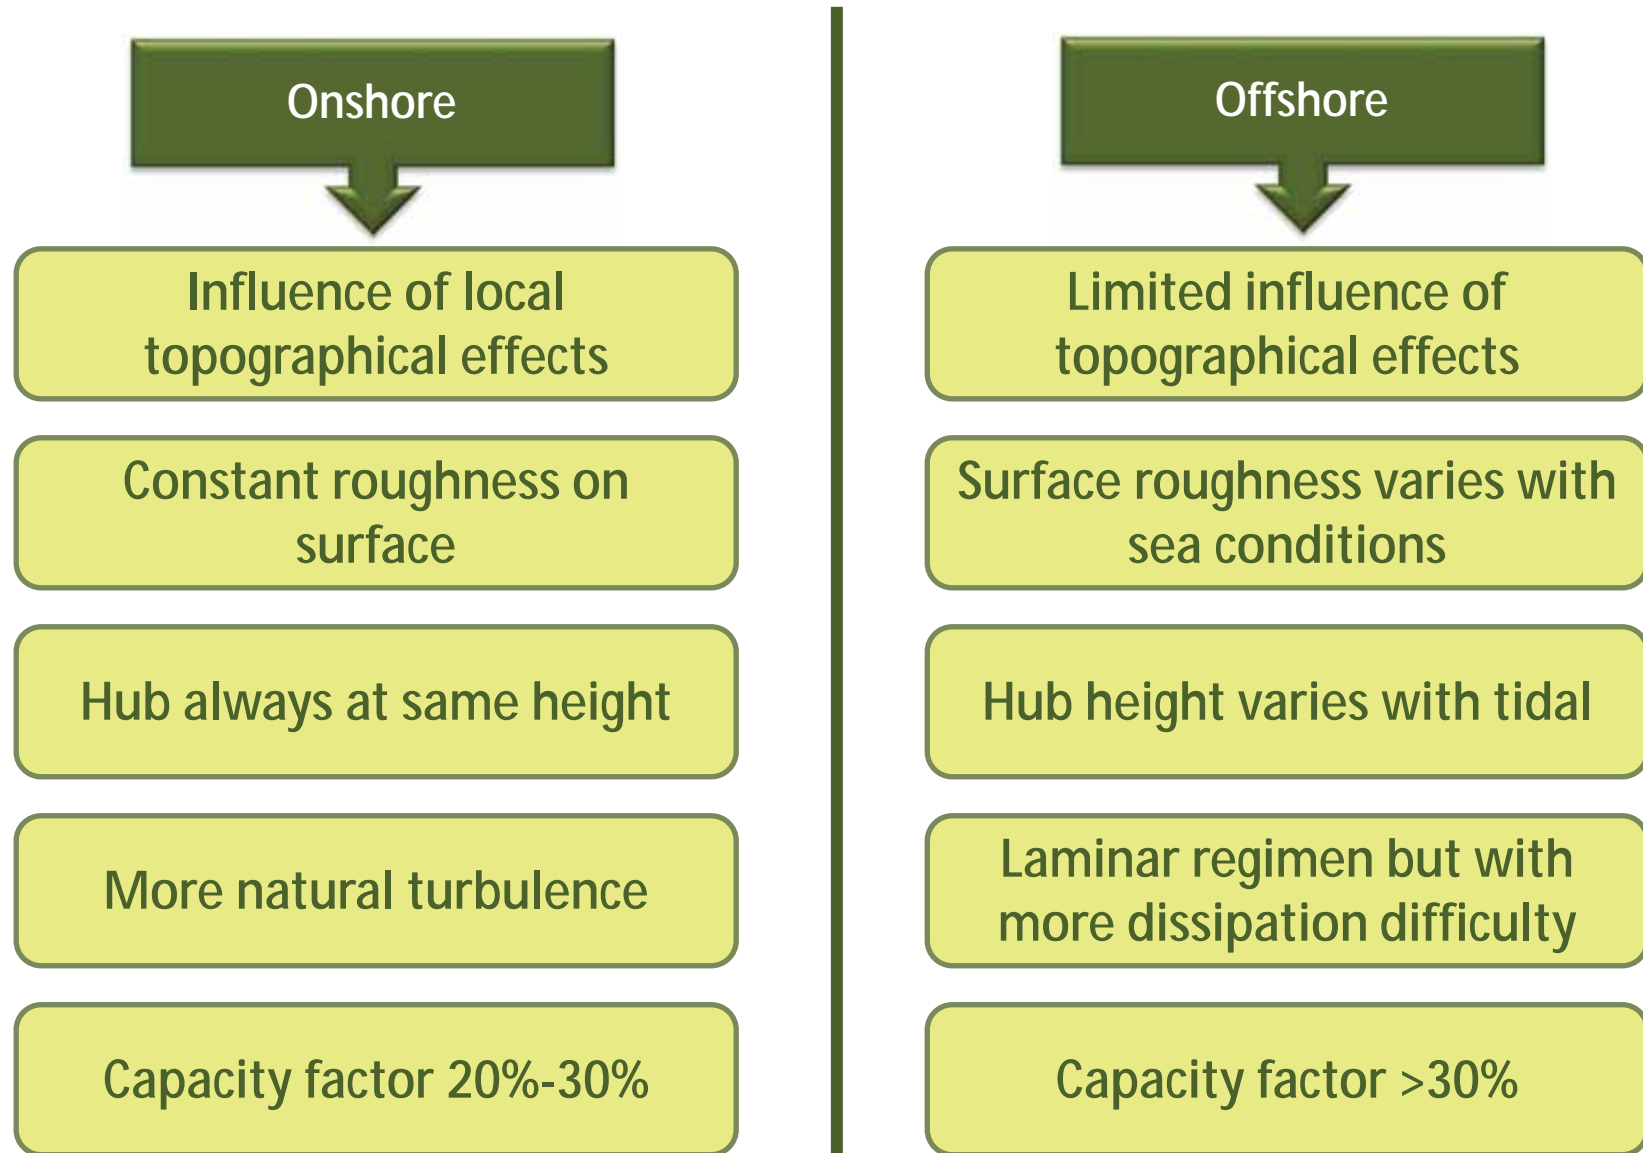 Onshore
Influence of local
topographical effects
Constant roughness on
surface
Hub always at same height
More natural turbulence
Capacity factor 20%-30%
Offshore
Limited influence of
topographical effects
Surface roughness varies with
sea conditions
Hub height varies with tidal
Laminar regimen but with
more dissipation difficulty
Capacity factor >30%